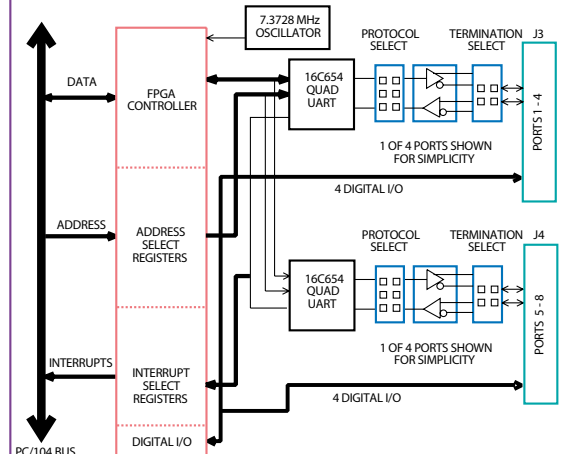 7.3728 MHz
OSCILLATOR
PROTOCOL
SELECT
TERMINATION
SELECT
J3
DATA
FPGA
CONTROLLER
16C654
QUAD
UART
PORTS 1 - 4
1 OF 4 PORTS SHOWN
FOR SIMPLICITY
4 DIGITAL I/O
ADDRESS
ADDRESS
SELECT
REGISTERS
PROTOCOL
SELECT
TERMINATION
SELECT
J4
16C654
QUAD
UART
PORTS 5 - 8
1 OF 4 PORTS SHOWN
FOR SIMPLICITY
INTERRUPTS
INTERRUPT
SELECT
REGISTERS
4 DIGITAL I/O
DIGITAL I/O
PC/104 BUS